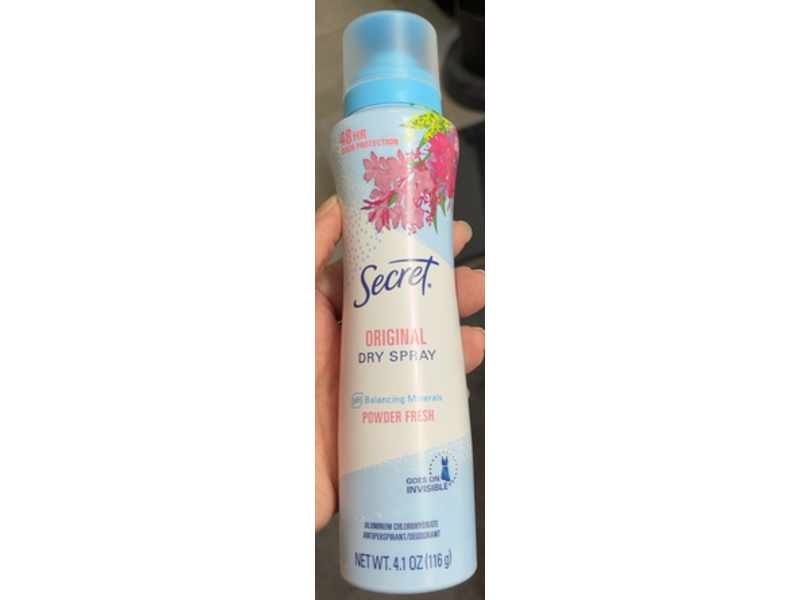 48 HR
ODOR PROTECTION
Secret®
ORIGINAL
DRY SPRAY
pH Balancing Minerals
POWDER FRESH
GOES ON
INVISIBLE
ALUMINUM CHLOROHYDRATE
ANTIPERSPIRANT/DEODORANT
NET WT. 4.1 OZ (116 g)